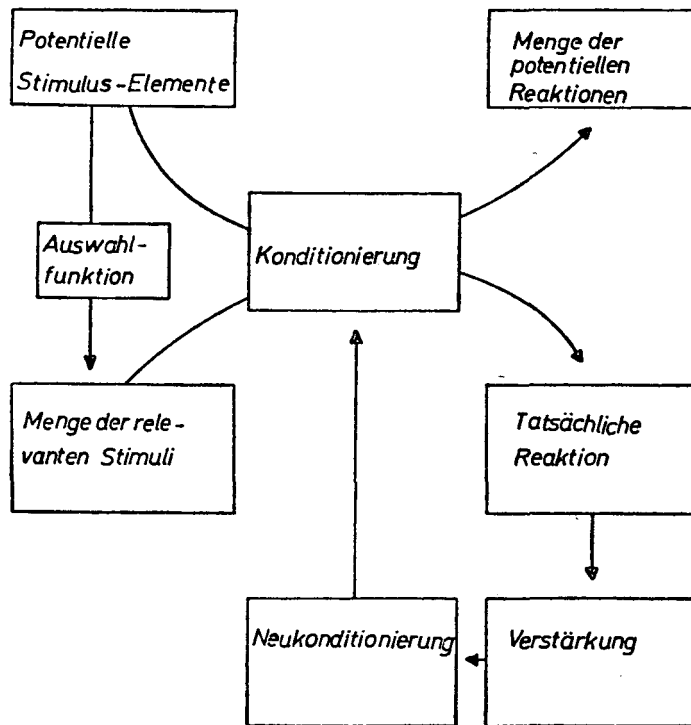 Potentielle
Stimulus-Elemente
Menge der
potentiellen
Reaktionen
Auswahl-
funktion
Konditionierung
Menge der rele-
vanten Stimuli
Tatsächliche
Reaktion
Neukonditionierung
Verstärkung